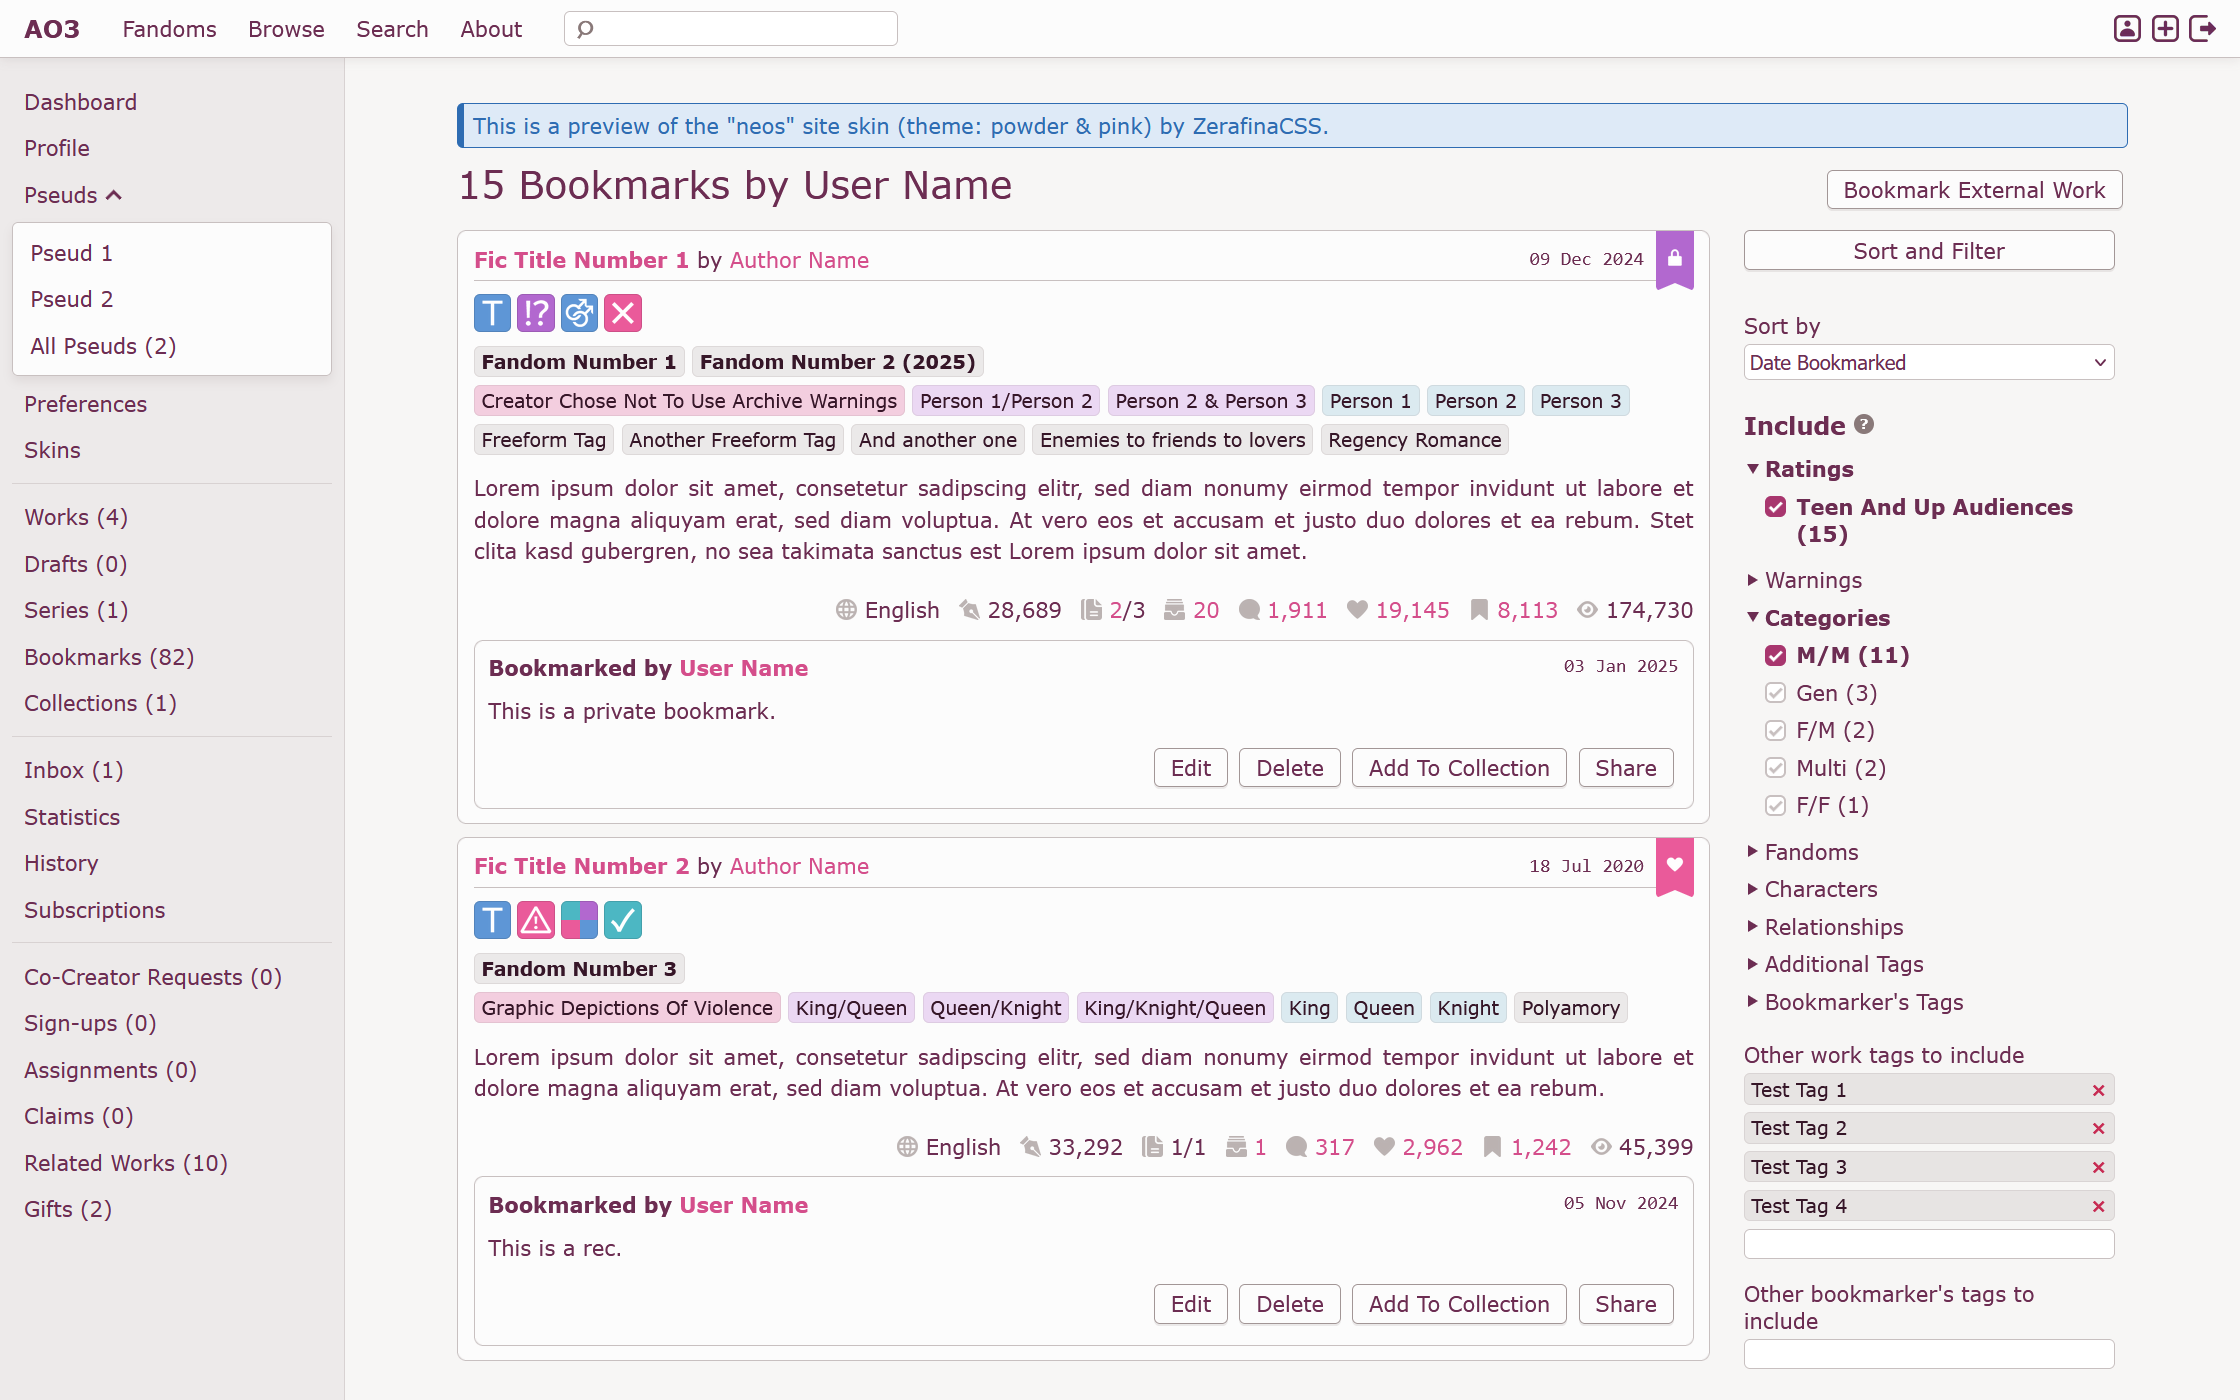 AO3 Fandoms Browse Search About
Dashboard
Profile
Pseuds
Pseud 1
Pseud 2
All Pseuds (2)
Preferences
Skins
Works (4)
Drafts (0)
Series (1)
Bookmarks (82)
Collections (1)
Inbox (1)
Statistics
History
Subscriptions
Co-Creator Requests (0)
Sign-ups (0)
Assignments (0)
Claims (0)
Related Works (10)
Gifts (2)
This is a preview of the "neos" site skin (theme: powder & pink) by ZerafinaCSS.
15 Bookmarks by User Name
Bookmark External Work
Fic Title Number 1 by Author Name 09 Dec 2024
T !?
Fandom Number 1 Fandom Number 2 (2025)
Creator Chose Not To Use Archive Warnings Person 1/Person 2 Person 2 & Person 3 Person 1 Person 2 Person 3
Freeform Tag Another Freeform Tag And another one Enemies to friends to lovers Regency Romance
Lorem ipsum dolor sit amet, consetetur sadipscing elitr, sed diam nonumy eirmod tempor invidunt ut labore et
dolore magna aliquyam erat, sed diam voluptua. At vero eos et accusam et justo duo dolores et ea rebum. Stet
clita kasd gubergren, no sea takimata sanctus est Lorem ipsum dolor sit amet.
English 28,689 2/3 20 1,911 19,145 8,113 174,730
Bookmarked by User Name 03 Jan 2025
This is a private bookmark.
Edit Delete Add To Collection Share
Fic Title Number 2 by Author Name 18 Jul 2020
T
Fandom Number 3
Graphic Depictions Of Violence King/Queen Queen/Knight King/Knight/Queen King Queen Knight Polyamory
Lorem ipsum dolor sit amet, consetetur sadipscing elitr, sed diam nonumy eirmod tempor invidunt ut labore et
dolore magna aliquyam erat, sed diam voluptua. At vero eos et accusam et justo duo dolores et ea rebum.
English 33,292 1/1 1 317 2,962 1,242 45,399
Bookmarked by User Name 05 Nov 2024
This is a rec.
Edit Delete Add To Collection Share
Sort and Filter
Sort by
Date Bookmarked
Include ?
Ratings
Teen And Up Audiences
(15)
Warnings
Categories
M/M (11)
Gen (3)
F/M (2)
Multi (2)
F/F (1)
Fandoms
Characters
Relationships
Additional Tags
Bookmarker's Tags
Other work tags to include
Test Tag 1 ×
Test Tag 2 ×
Test Tag 3 ×
Test Tag 4 ×
Other bookmarker's tags to
include